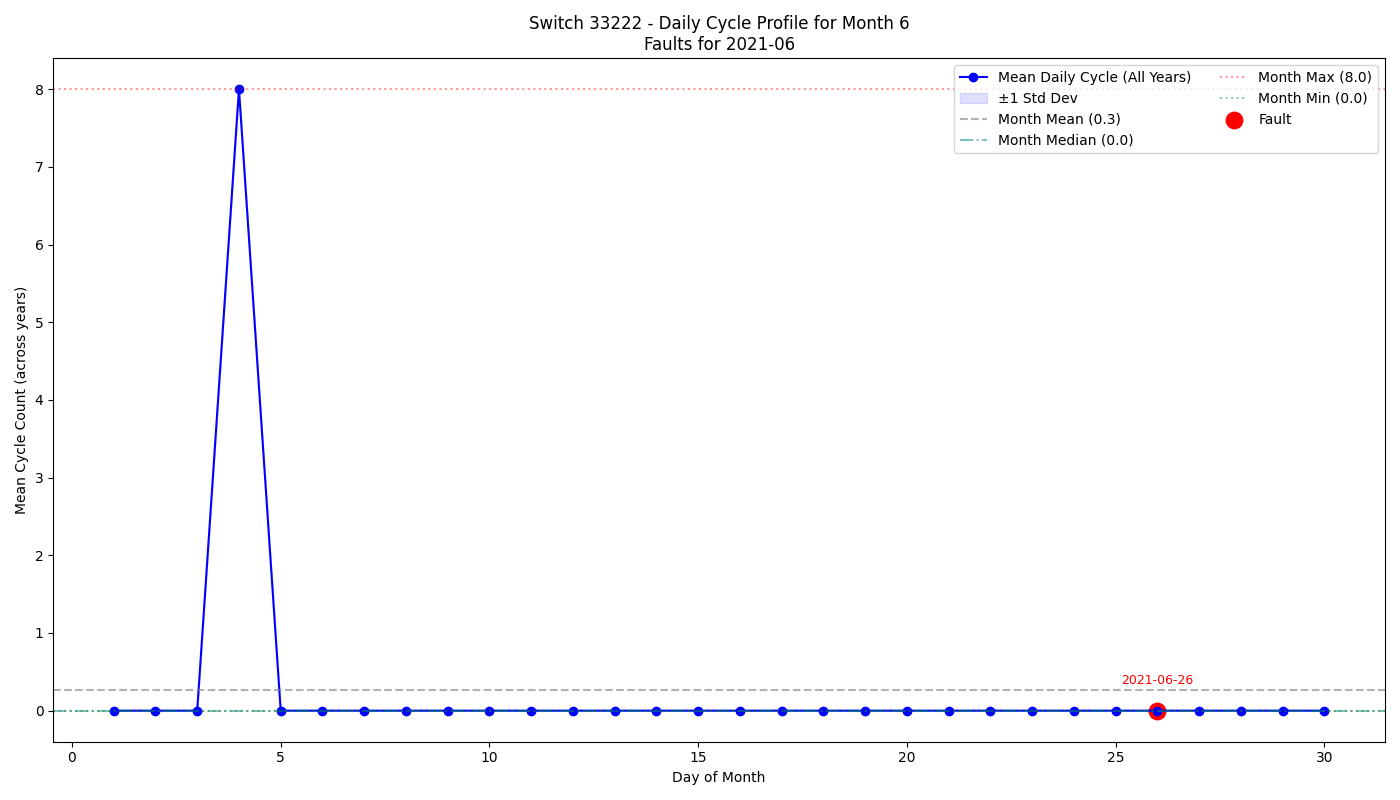 Switch 33222 - Daily Cycle Profile for Month 6
Faults for 2021-06
Mean Daily Cycle (All Years)
±1 Std Dev
Month Mean (0.3)
Month Median (0.0)
Month Max (8.0)
Month Min (0.0)
Fault
Mean Cycle Count (across years)
8
7
6
5
4
3
2
1
0
2021-06-26
0
5
10
15
20
25
30
Day of Month